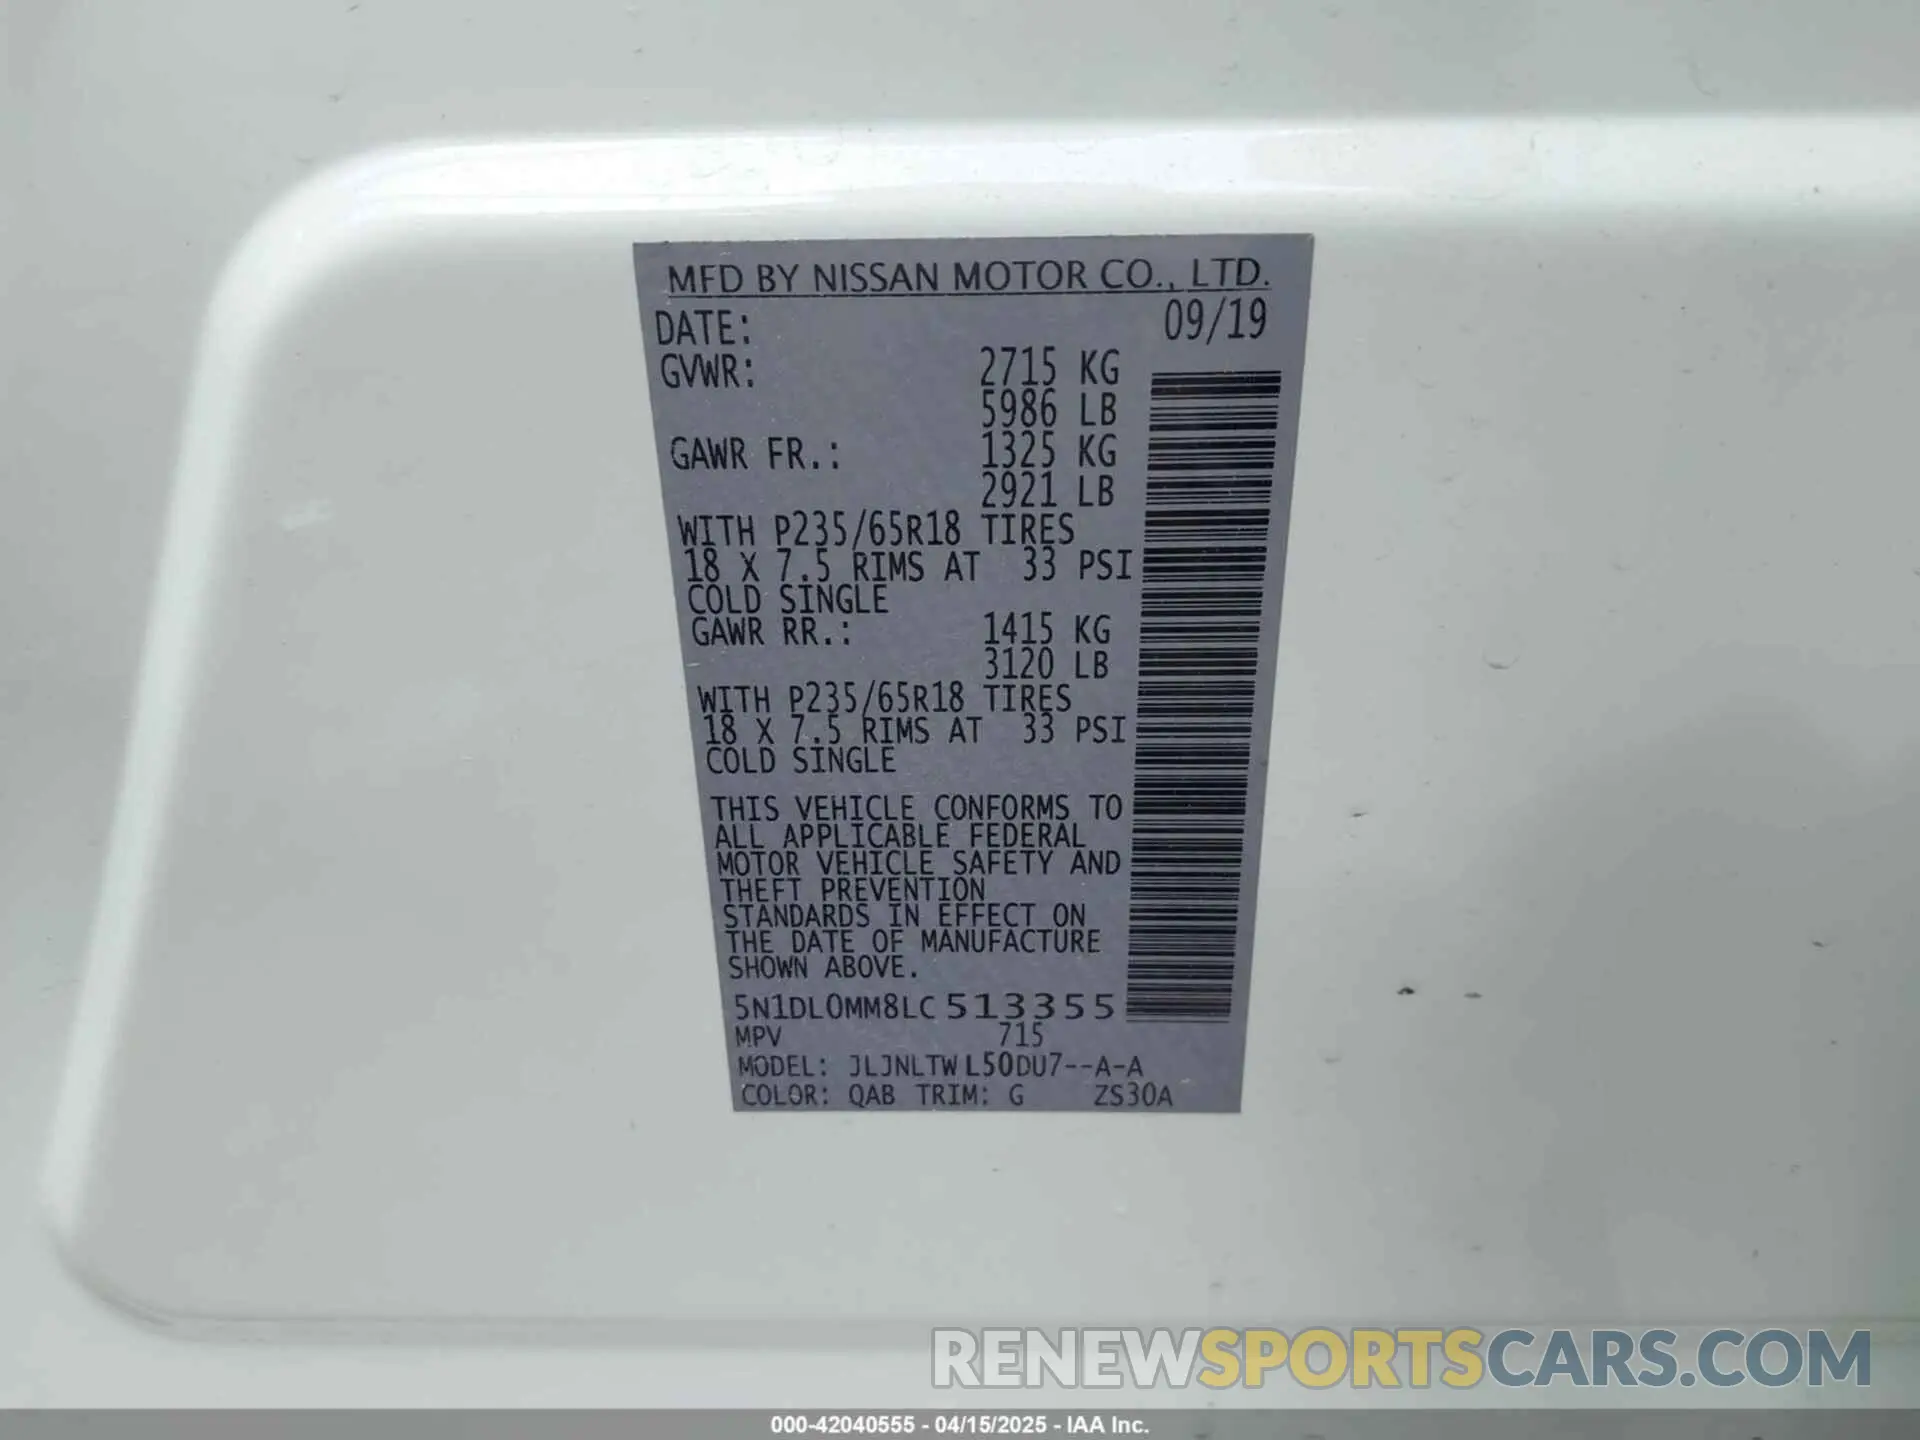 MFD BY NISSAN MOTOR CO., LTD.
DATE: 09/19
GVWR: 2715 KG
5986 LB
GAWR FR.: 1325 KG
2921 LB
WITH P235/65R18 TIRES
18 X 7.5 RIMS AT 33 PSI
COLD SINGLE
GAWR RR.: 1415 KG
3120 LB
WITH P235/65R18 TIRES
18 X 7.5 RIMS AT 33 PSI
COLD SINGLE
THIS VEHICLE CONFORMS TO
ALL APPLICABLE FEDERAL
MOTOR VEHICLE SAFETY AND
THEFT PREVENTION
STANDARDS IN EFFECT ON
THE DATE OF MANUFACTURE
SHOWN ABOVE.
5N1DL0MM8LC513355
MPV 715
MODEL: JLJNLTWL50DU7--A-A
COLOR: QAB TRIM: G ZS30A
RENEWSPORTSCARS.COM
000-42040555 - 04/15/2025 - IAA Inc.